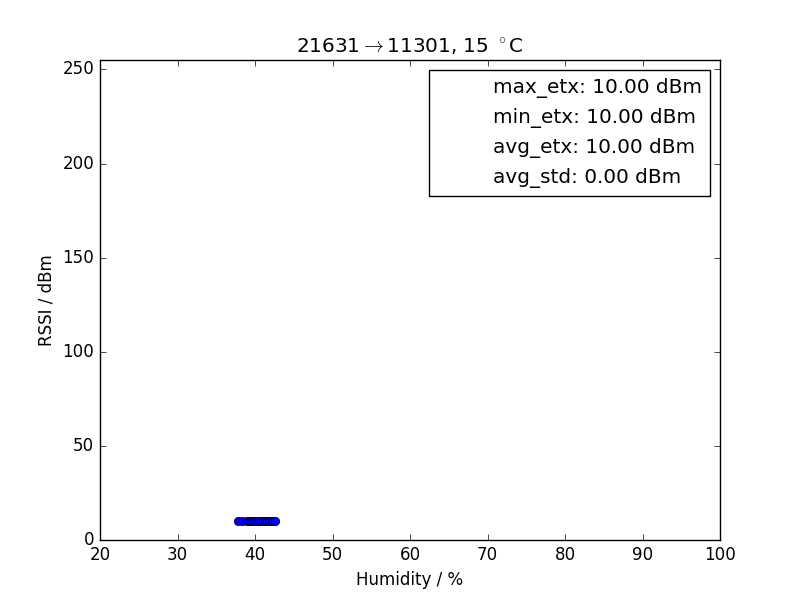 21631→11301, 15 °C
250
200
150
100
50
0
RSSI / dBm
max_etx: 10.00 dBm
min_etx: 10.00 dBm
avg_etx: 10.00 dBm
avg_std: 0.00 dBm
20 30 40 50 60 70 80 90 100
Humidity / %